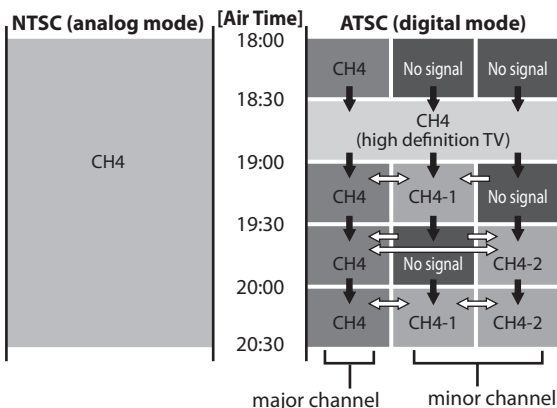 NTSC (analog mode) [Air Time] ATSC (digital mode)
18:00
CH4 No signal No signal
18:30
CH4
(high definition TV)
19:00
CH4
CH4 CH4-1 No signal
19:30
CH4 No signal CH4-2
20:00
CH4 CH4-1 CH4-2
20:30
major channel minor channel